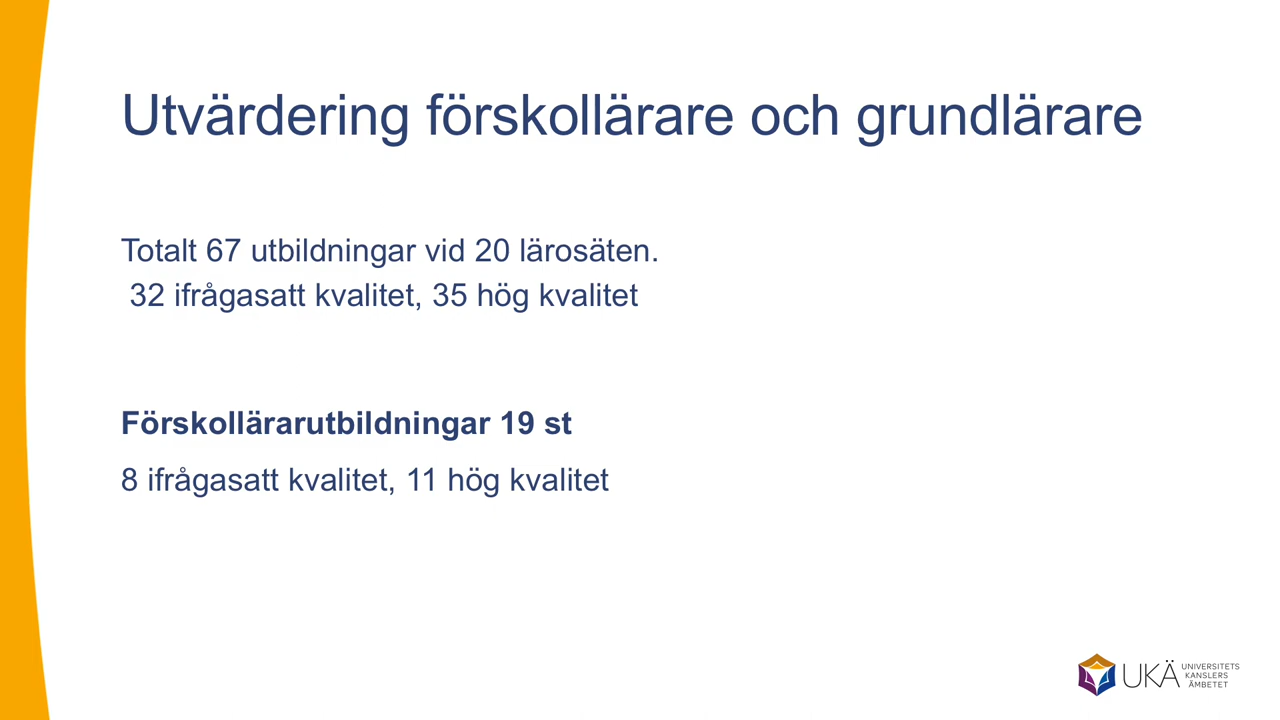 Utvärdering förskollärare och grundlärare
Totalt 67 utbildningar vid 20 lärosäten.
32 ifrågasatt kvalitet, 35 hög kvalitet
Förskollärarutbildningar 19 st
8 ifrågasatt kvalitet, 11 hög kvalitet
UKÄ
UNIVERSITETS
KANSLERS
ÄMBETET